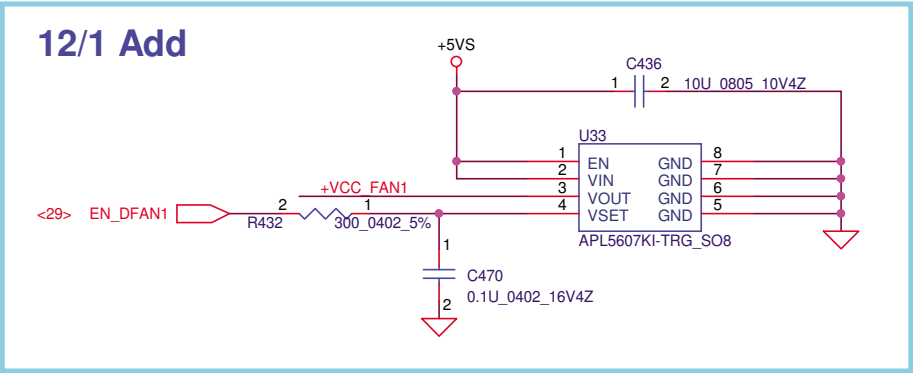 12/1 Add
+5VS
C436
1 2 10U_0805_10V4Z
U33
1 EN GND 8
2 VIN GND 7
+VCC_FAN1 3 VOUT GND 6
<29> EN_DFAN1 2 1 4 VSET GND 5
R432 300_0402_5%
APL5607KI-TRG_SO8
1
C470
0.1U_0402_16V4Z
2